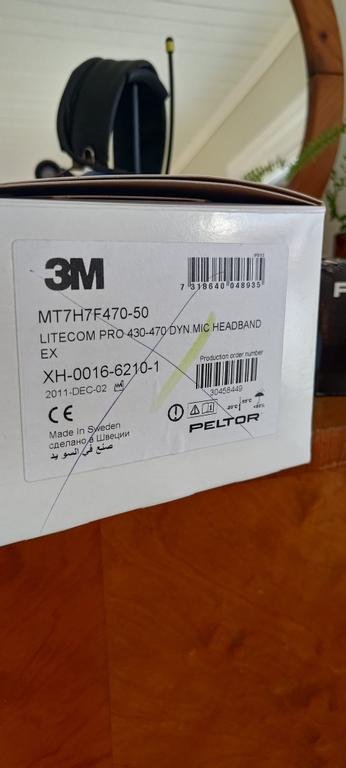 3M
IPS13
7 318640 048935
MT7H7F470-50
LITECOM PRO 430-470 DYN.MIC HEADBAND
EX
XH-0016-6210-1
2011-DEC-02
Production order number
30458449
CE
Made In Sweden
сделано в Швеции
صنع في السويد
PELTOR